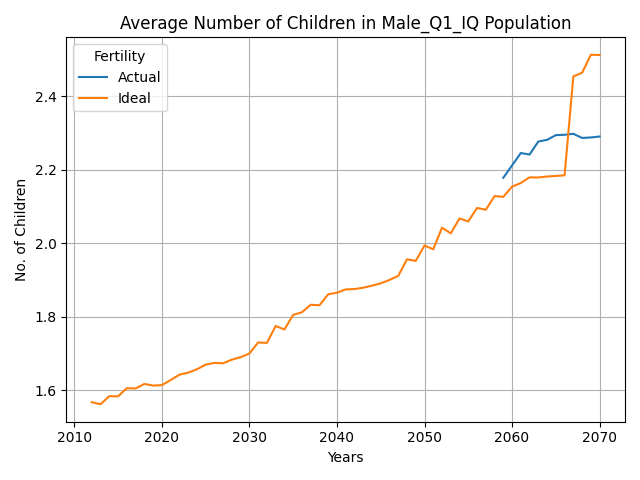 Average Number of Children in Male_Q1_IQ Population
Fertility
Actual
Ideal
No. of Children
2.4
2.2
2.0
1.8
1.6
2010 2020 2030 2040 2050 2060 2070
Years